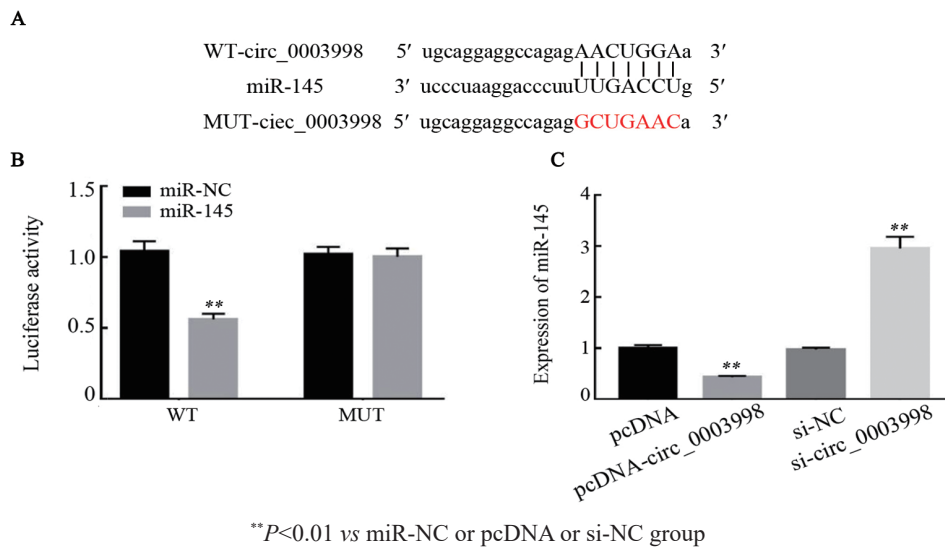 A
WT-circ_0003998 5′ ugcaggaggccagagAACUGGAa 3′
miR-145 3′ ucccuaaggacccuuUUGACCUg 5′
MUT-ciec_0003998 5′ ugcaggaggccagagGCUGAACa 3′
B
Luciferase activity
1.5
1.0
0.5
0
miR-NC
miR-145
**
WT MUT
C
Expression of miR-145
4
3
2
1
0
**
**
pcDNA
pcDNA-circ_0003998
si-NC
si-circ_0003998
**P<0.01 vs miR-NC or pcDNA or si-NC group